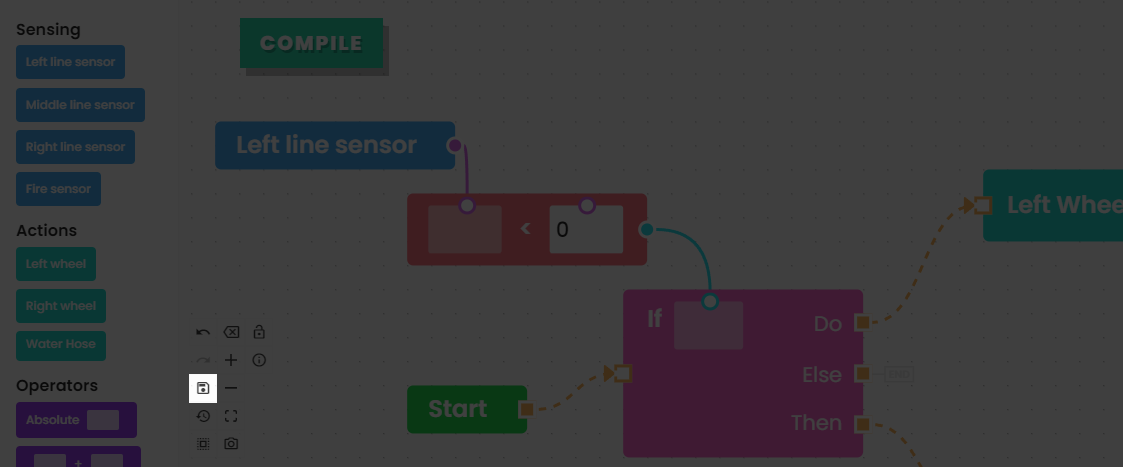 Sensing
Left line sensor
Middle line sensor
Right line sensor
Fire sensor
Actions
Left wheel
Right wheel
Water Hose
Operators
Absolute
+
COMPILE
Left line sensor
< 0
Left Whee
If
Do
Else
END
Then
Start